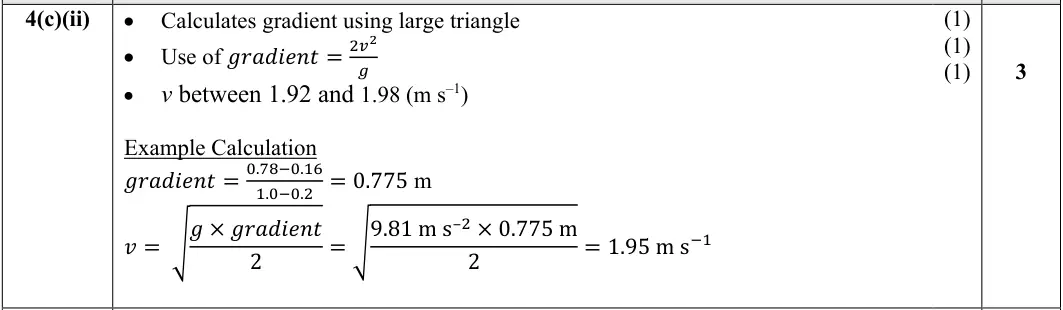 4(c)(ii)
• Calculates gradient using large triangle (1)
• Use of 𝑔𝑟𝑎𝑑𝑖𝑒𝑛𝑡 = 2𝑣²/𝑔 (1)
• v between 1.92 and 1.98 (m s⁻¹) (1)
3
Example Calculation
𝑔𝑟𝑎𝑑𝑖𝑒𝑛𝑡 = 0.78−0.16/1.0−0.2 = 0.775 m
𝑣 = √(𝑔 × 𝑔𝑟𝑎𝑑𝑖𝑒𝑛𝑡/2) = √(9.81 m s⁻² × 0.775 m/2) = 1.95 m s⁻¹